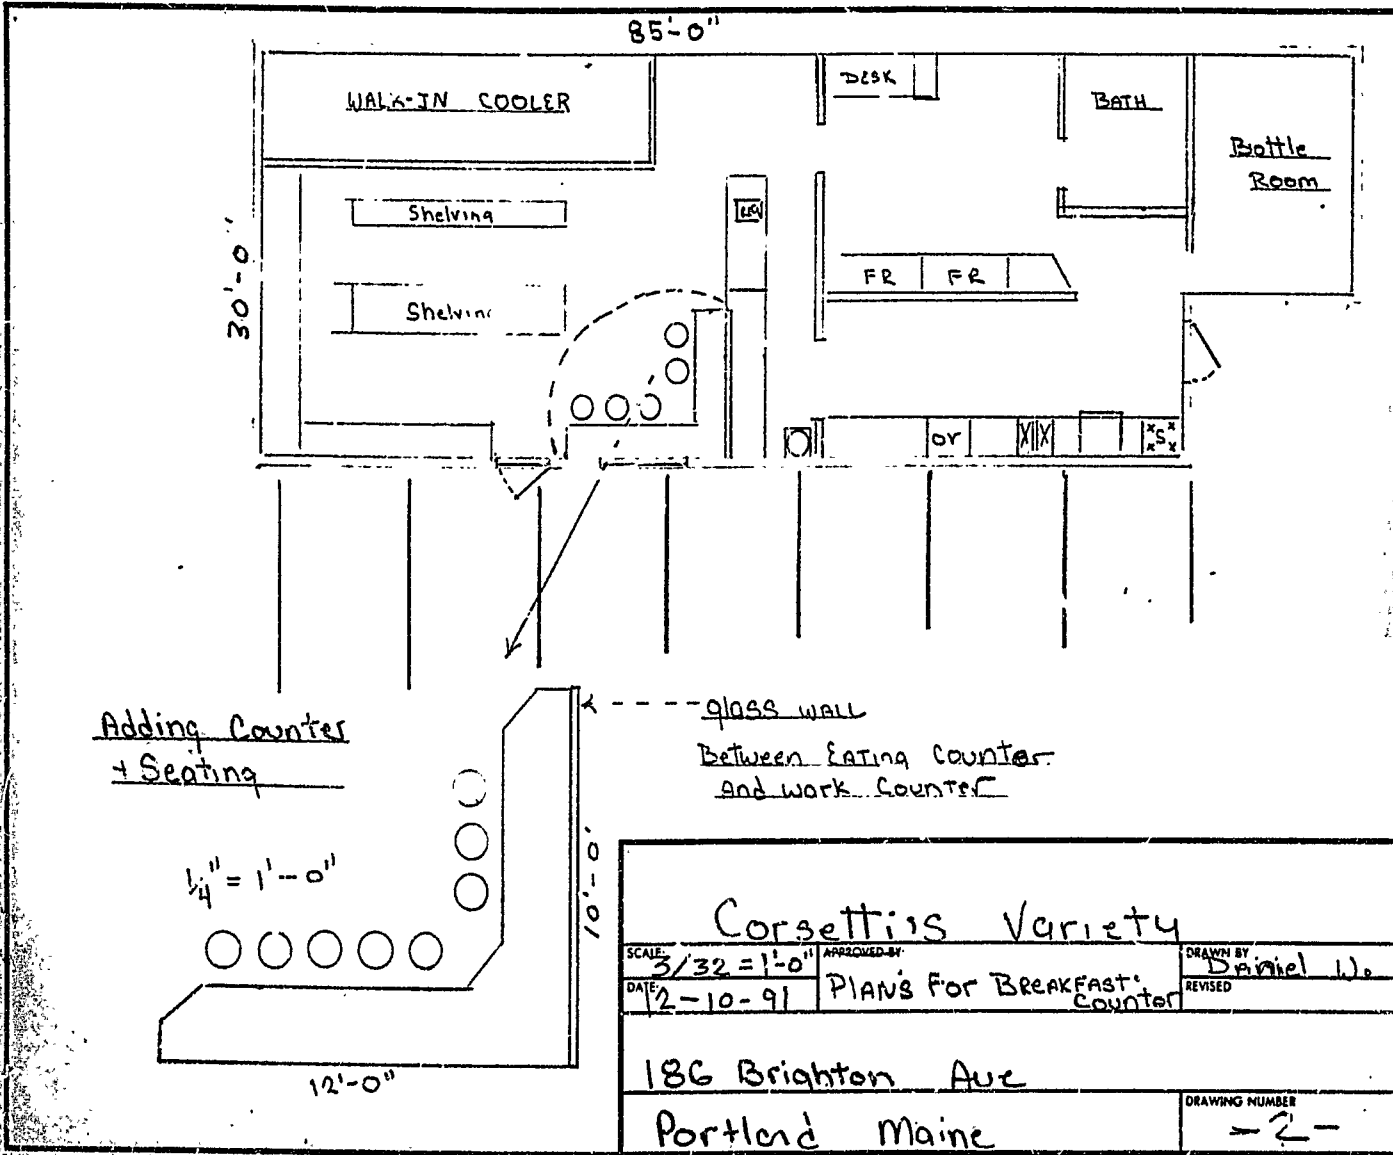 85'-0"
WALK-IN COOLER
DESK
BATH
Bottle
Room
Shelving
30'-0"
FR FR
Shelving
OV
S
Adding Counter
+ Seating
glass WALL
Between Eating Counter
And work Counter
1/4" = 1'-0"
10'-0'
12'-0"
Corsetti's Variety
SCALE: 3/32 = 1'-0"
APPROVED BY
DRAWN BY Daniel W.
DATE: 12-10-91
PLANS For BREAKFAST
Counter
REVISED
186 Brighton Ave
Portland Maine
DRAWING NUMBER
-2-